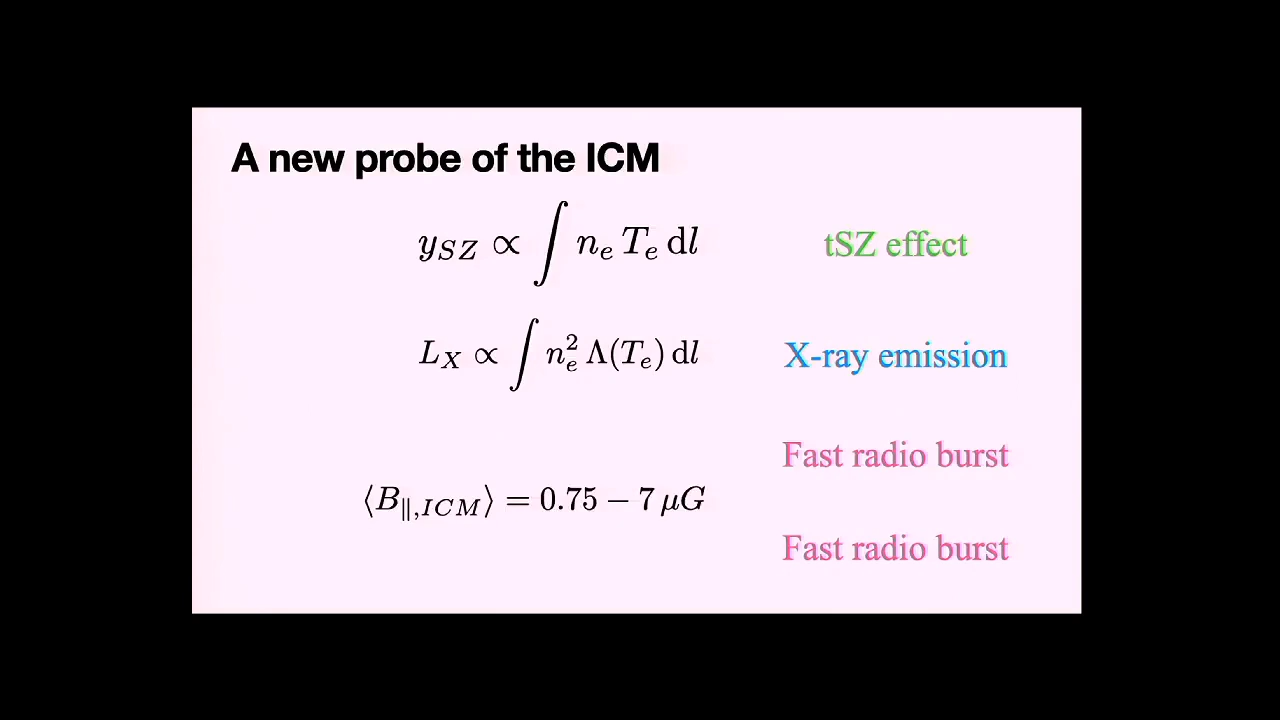 A new probe of the ICM
y_{SZ} ∝ ∫ n_e T_e dl tSZ effect
L_X ∝ ∫ n_e^2 Λ(T_e) dl X-ray emission
Fast radio burst
⟨B_{∥,ICM}⟩ = 0.75 − 7 μG
Fast radio burst